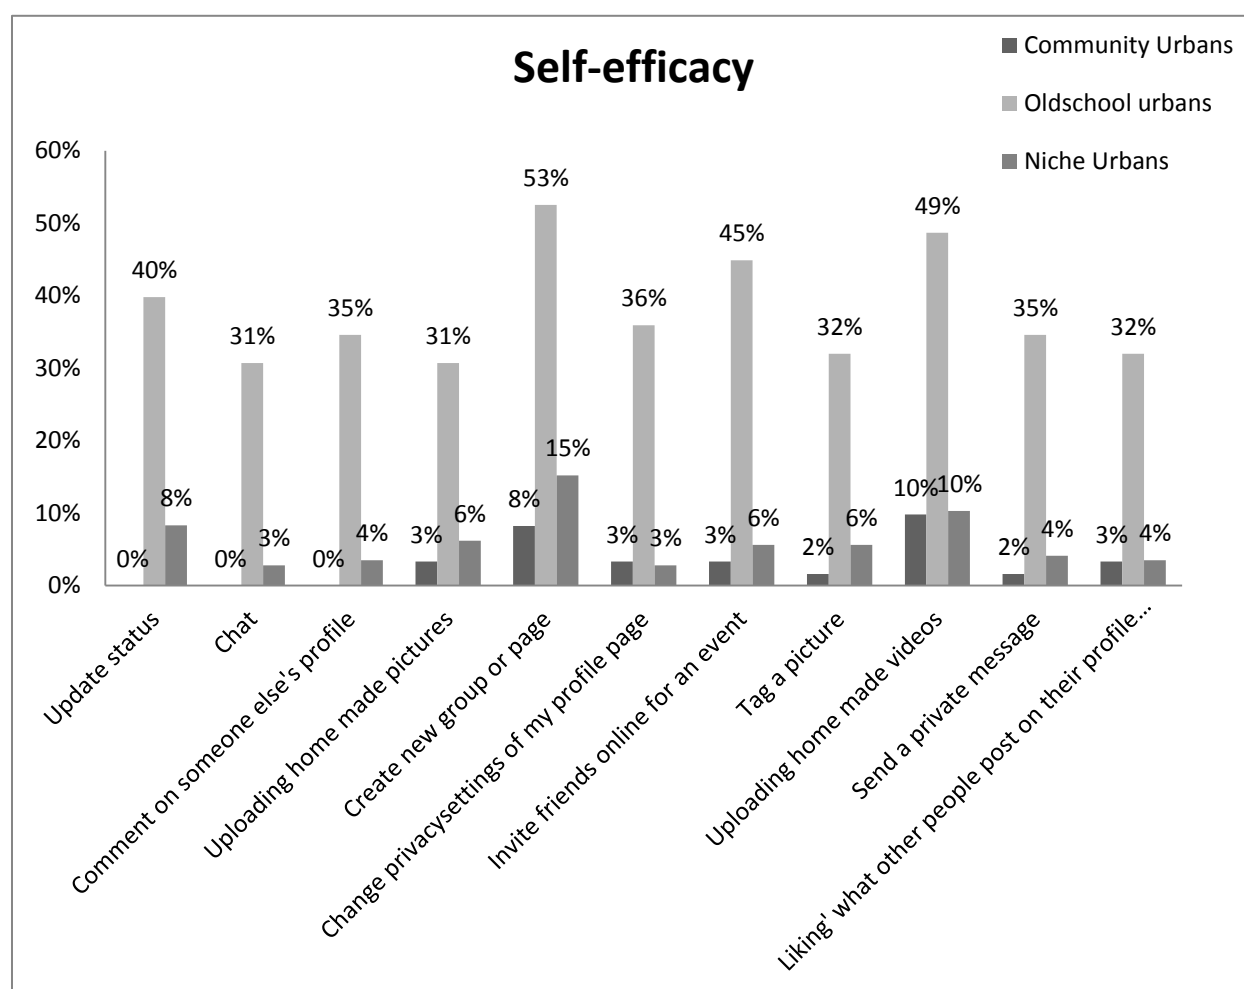 Self-efficacy
Community Urbans
Oldschool urbans
Niche Urbans
60%
50%
40%
30%
20%
10%
0%
0%
40%
8%
0%
31%
3%
0%
35%
4%
3%
31%
6%
8%
53%
15%
3%
36%
3%
3%
45%
6%
2%
32%
6%
10%
49%
10%
2%
35%
4%
3%
32%
4%
Update status
Chat
Comment on someone else's profile
Uploading home made pictures
Create new group or page
Change privacysettings of my profile page
Invite friends online for an event
Tag a picture
Uploading home made videos
Send a private message
Liking' what other people post on their profile…